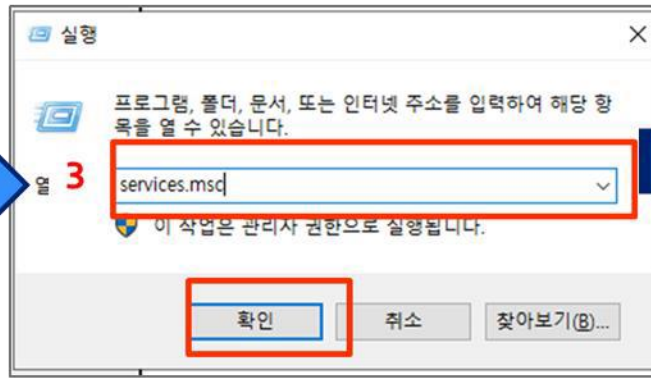 실행
프로그램, 폴더, 문서, 또는 인터넷 주소를 입력하여 해당 항
목을 열 수 있습니다.
열 3 services.msc
이 작업은 관리자 권한으로 실행됩니다.
확인 취소 찾아보기(B)...